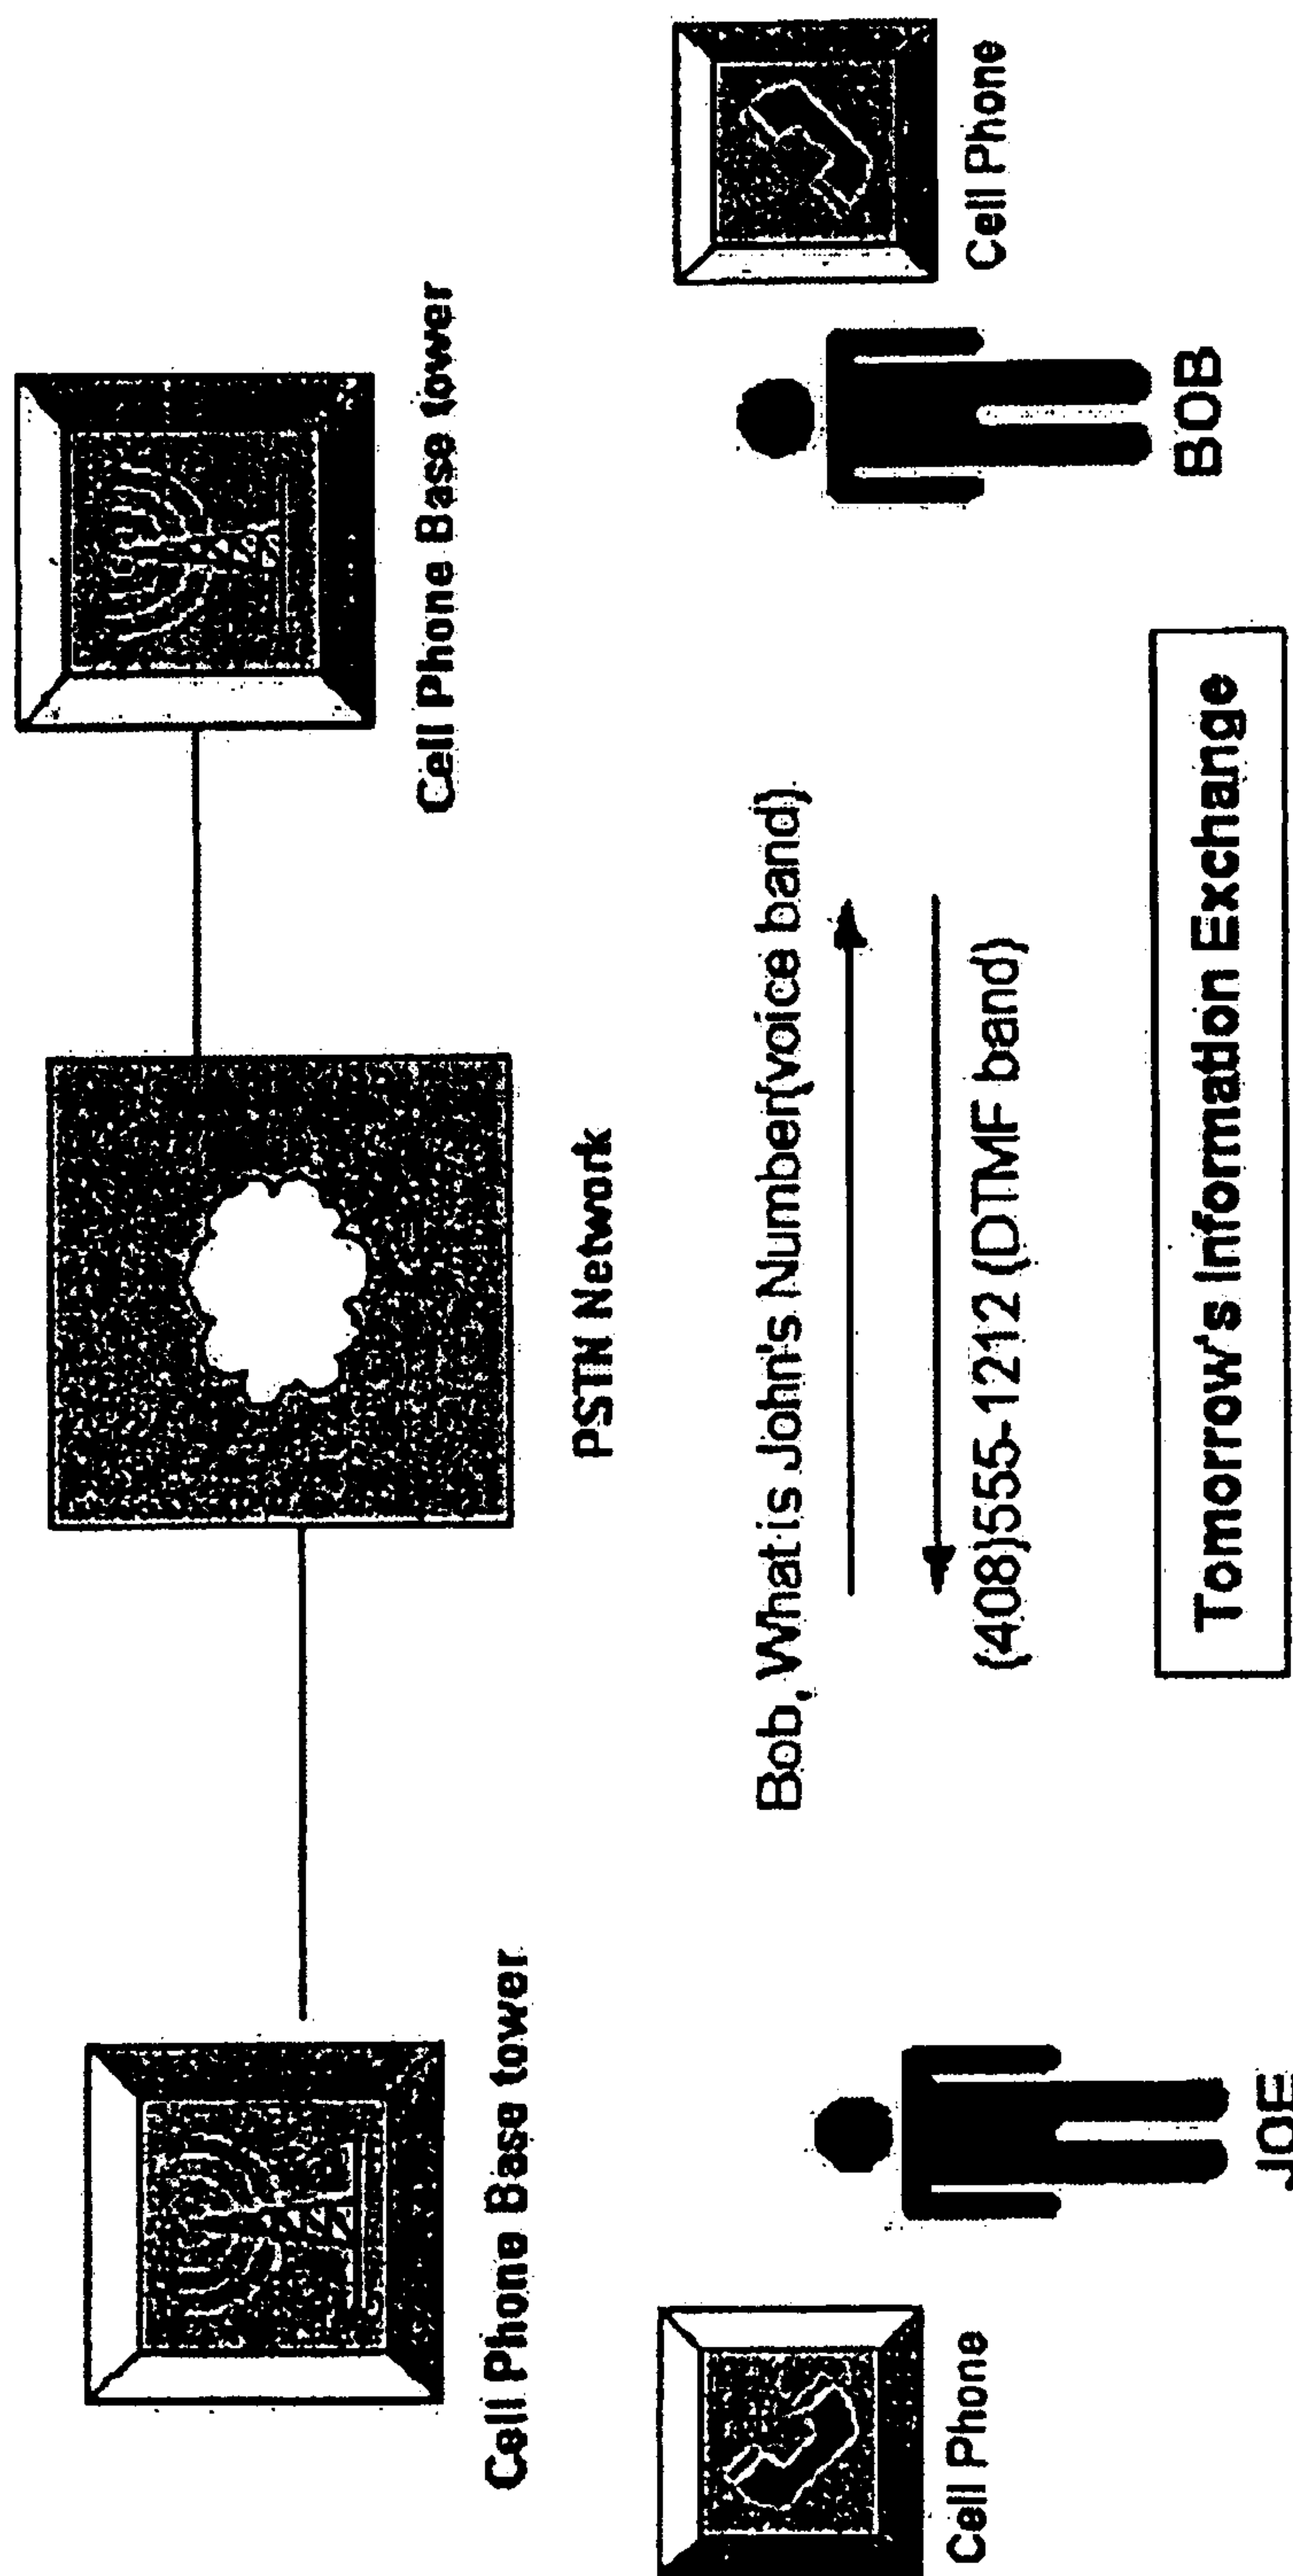 Cell Phone Base tower
PSTN Network
Cell Phone Base tower
Bob, What is John's Number(voice band)
(408)555-1212 (DTMF band)
Cell Phone
JOE
BOB
Cell Phone
Tomorrow's Information Exchange